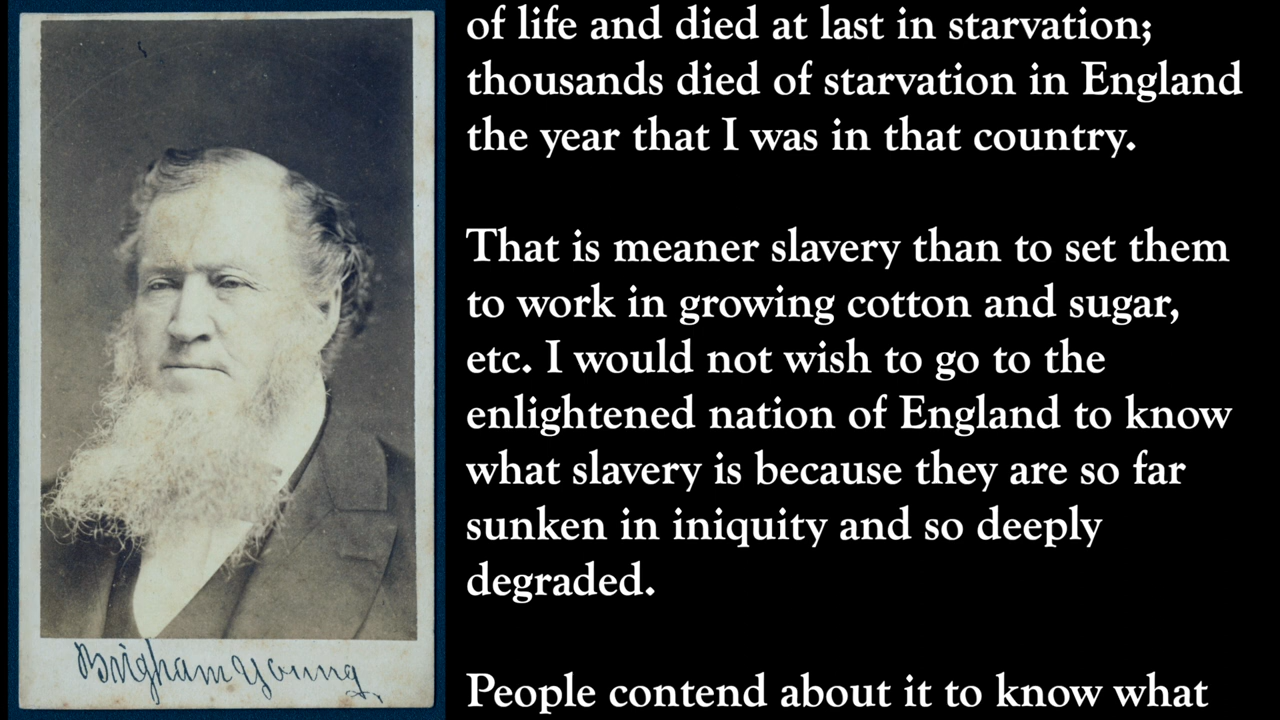 of life and died at last in starvation;
thousands died of starvation in England
the year that I was in that country.
That is meaner slavery than to set them
to work in growing cotton and sugar,
etc. I would not wish to go to the
enlightened nation of England to know
what slavery is because they are so far
sunken in iniquity and so deeply
degraded.
People contend about it to know what
Brigham Young